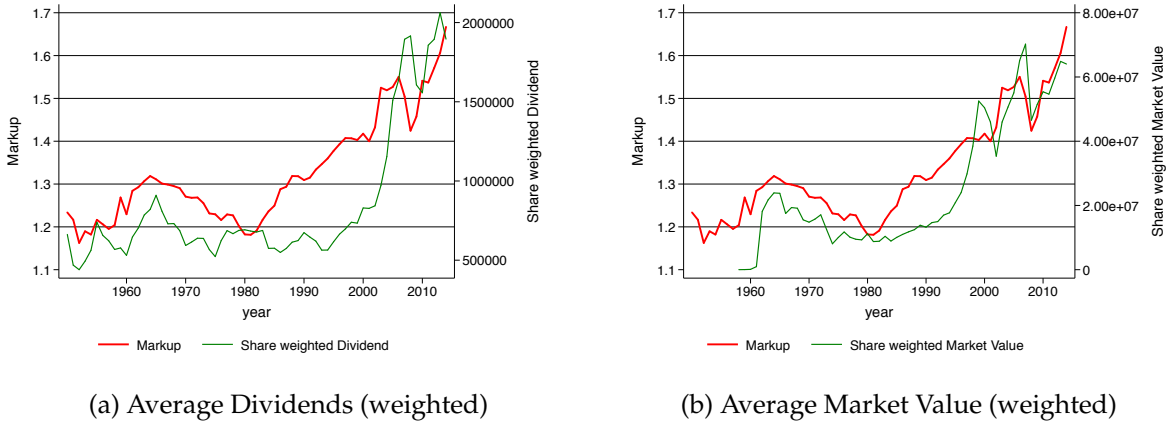 1.7
1.6
1.5
1.4
1.3
1.2
1.1
Markup
2000000
1500000
1000000
500000
Share weighted Dividend
1960 1970 1980 1990 2000 2010
year
Markup Share weighted Dividend
(a) Average Dividends (weighted)
1.7
1.6
1.5
1.4
1.3
1.2
1.1
Markup
8.00e+07
6.00e+07
4.00e+07
2.00e+07
0
Share weighted Market Value
1960 1970 1980 1990 2000 2010
year
Markup Share weighted Market Value
(b) Average Market Value (weighted)